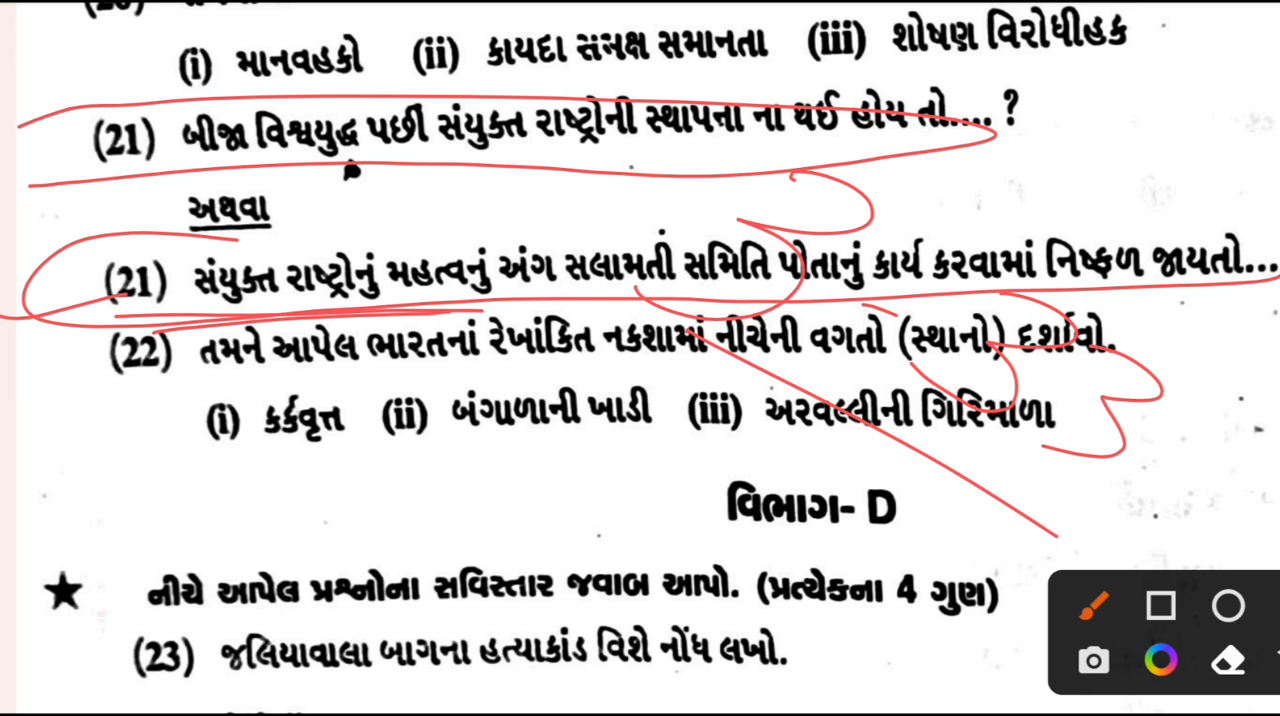 (i) માનવહકો (ii) કાયદા સમક્ષ સમાનતા (iii) શોષણ વિરોધીહક
(21) બીજા વિશ્વયુદ્ધ પછી સંયુક્ત રાષ્ટ્રોની સ્થાપના ના થઈ હોય તો.... ?
અથવા
(21) સંયુક્ત રાષ્ટ્રોનું મહત્વનું અંગ સલામતી સમિતિ પોતાનું કાર્ય કરવામાં નિષ્ફળ જાયતો...
(22) તમને આપેલ ભારતનાં રેખાંકિત નકશામાં નીચેની વગતો (સ્થાનો) દર્શાવો.
(i) કર્કવૃત્ત (ii) બંગાળાની ખાડી (iii) અરવલ્લીની ગિરિમાળા
વિભાગ- D
★ નીચે આપેલ પ્રશ્નોના સવિસ્તાર જવાબ આપો. (પ્રત્યેકના 4 ગુણ)
(23) જલિયાવાલા બાગના હત્યાકાંડ વિશે નોંધ લખો.